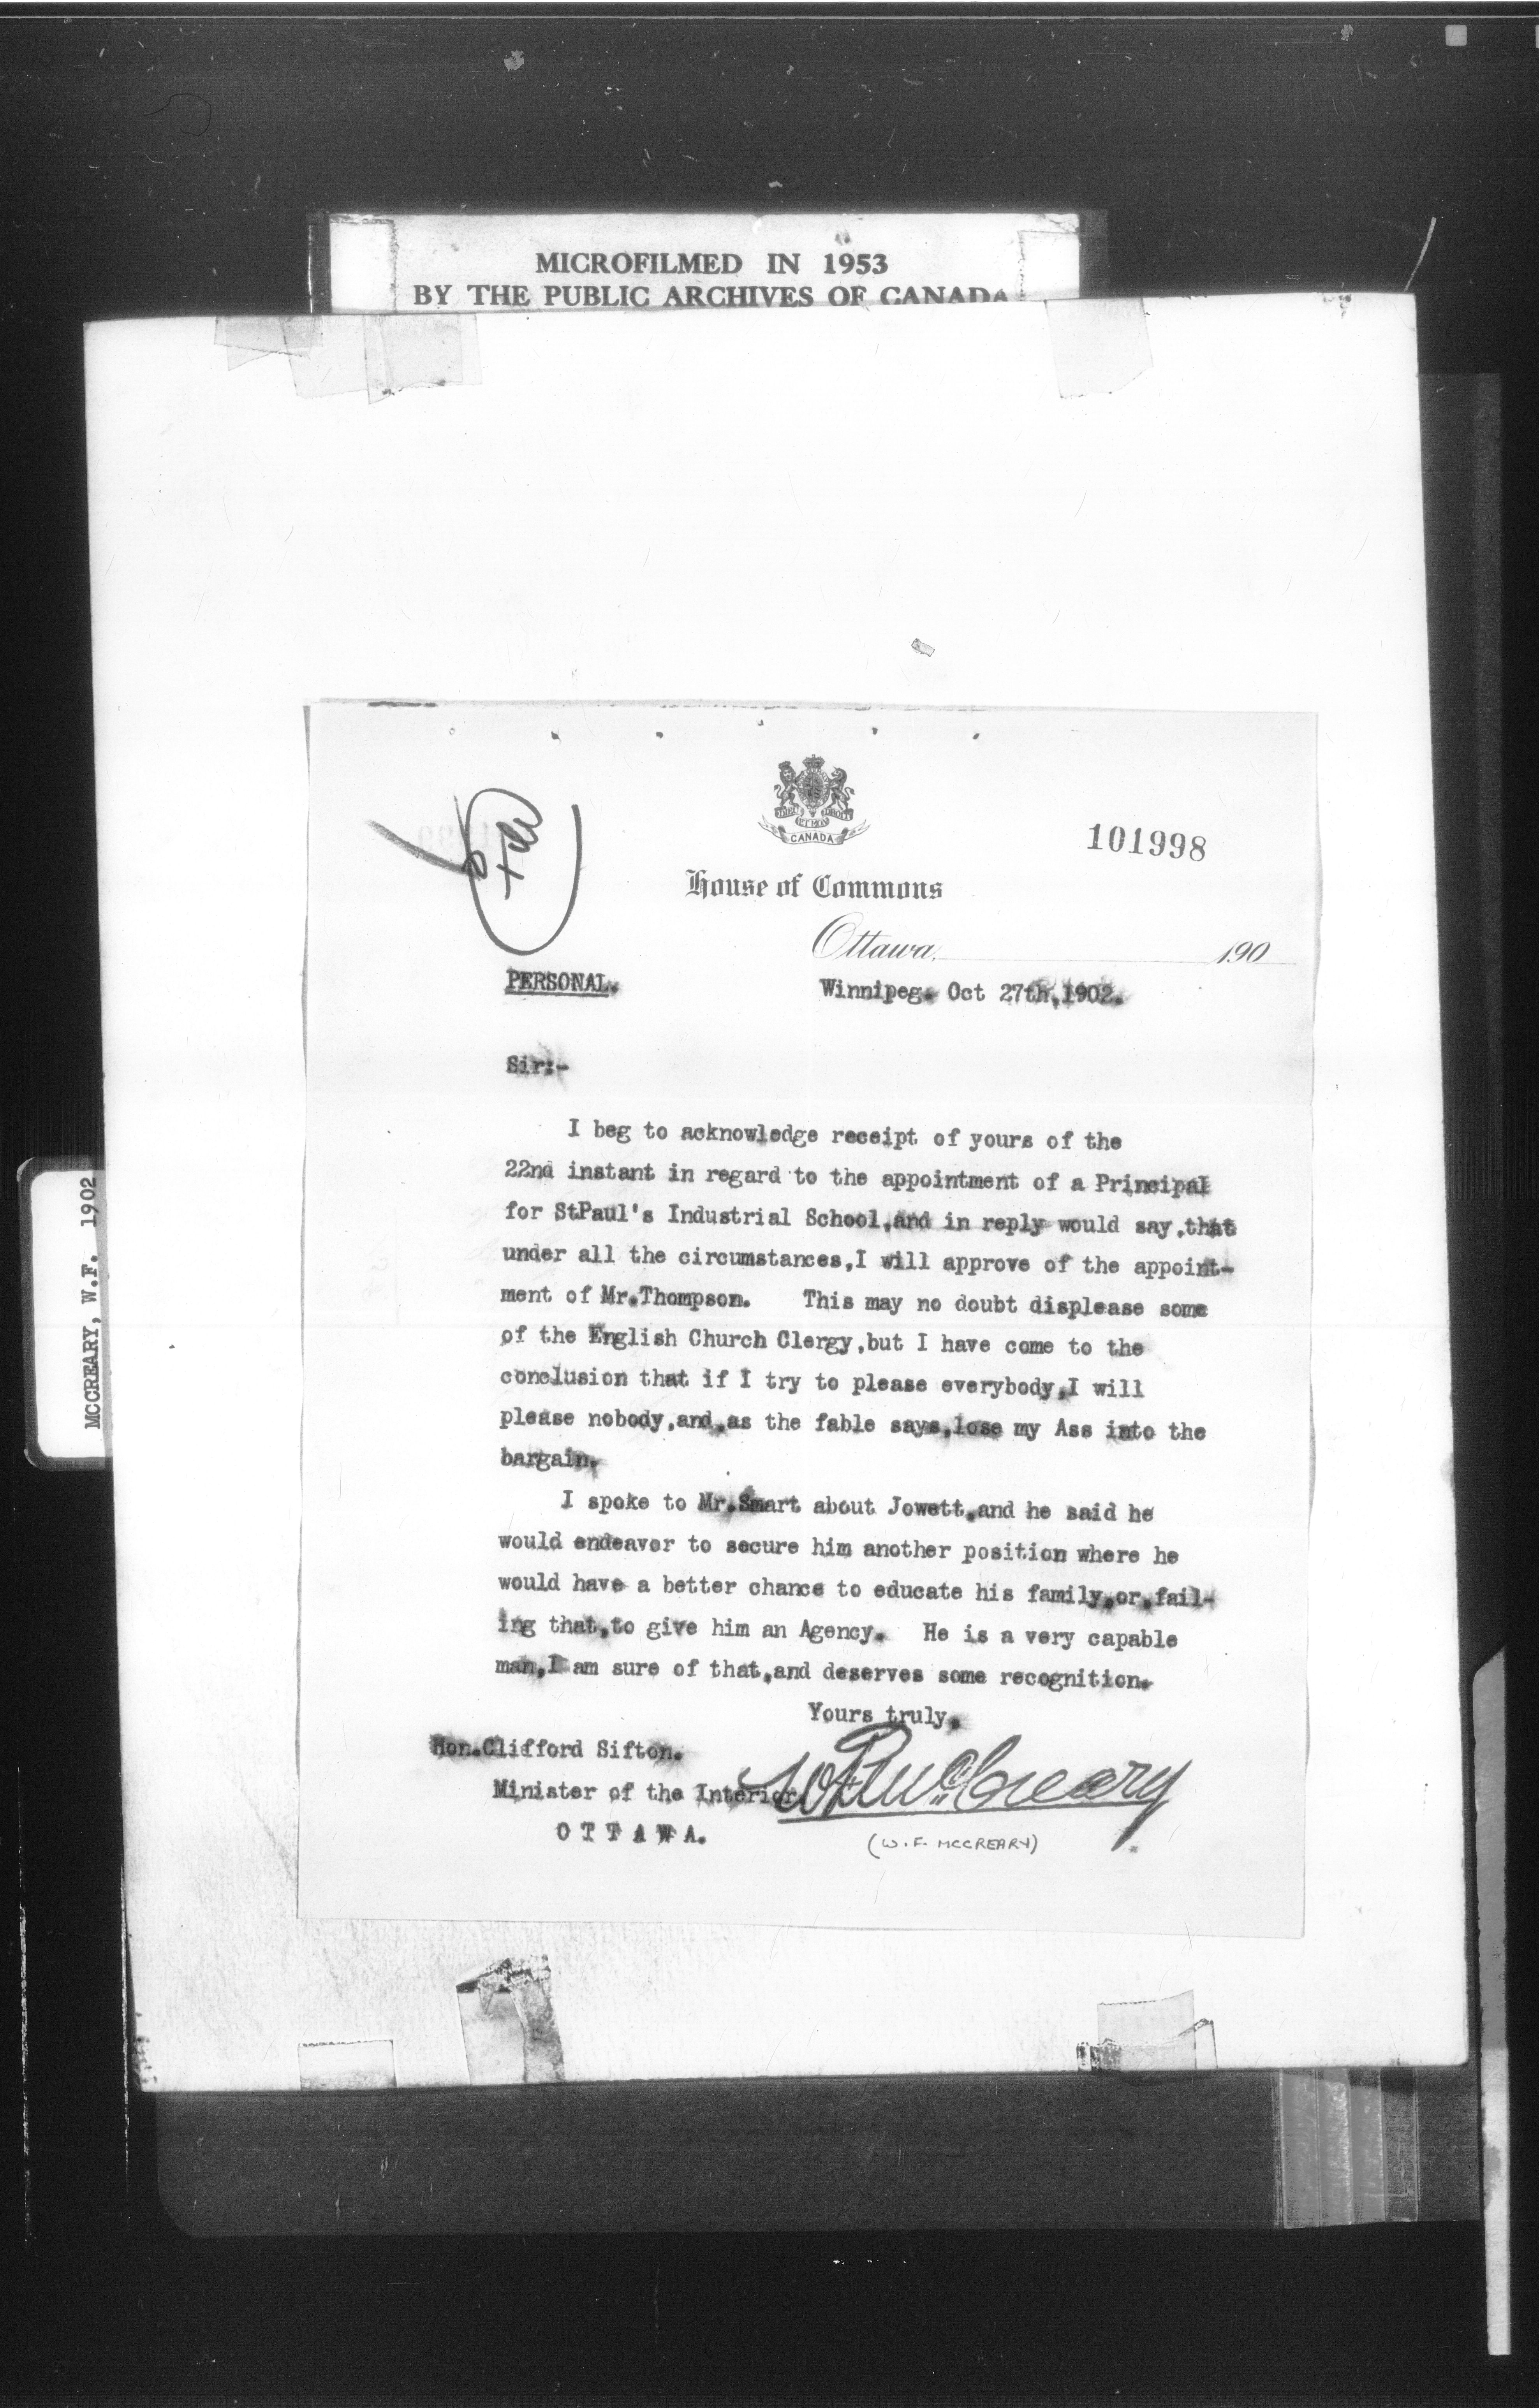 MICROFILMED IN 1953
BY THE PUBLIC ARCHIVES OF CANADA
MCCREARY, W.F. 1902
CANADA
101998
House of Commons
Ottawa, 190
PERSONAL. Winnipeg. Oct 27th, 1902.
Sir:-
I beg to acknowledge receipt of yours of the
22nd instant in regard to the appointment of a Principal
for StPaul's Industrial School,and in reply would say,that
under all the circumstances,I will approve of the appoint-
ment of Mr.Thompson. This may no doubt displease some
of the English Church Clergy,but I have come to the
conclusion that if I try to please everybody,I will
please nobody,and,as the fable says,lose my Ass into the
bargain.
I spoke to Mr.Smart about Jowett,and he said he
would endeavor to secure him another position where he
would have a better chance to educate his family,or,fail-
ing that,to give him an Agency. He is a very capable
man,I am sure of that,and deserves some recognition.
Yours truly,
W F McCreary
(W.F. MCCREARY)
Hon.Clifford Sifton.
Minister of the Interior
OTTAWA.